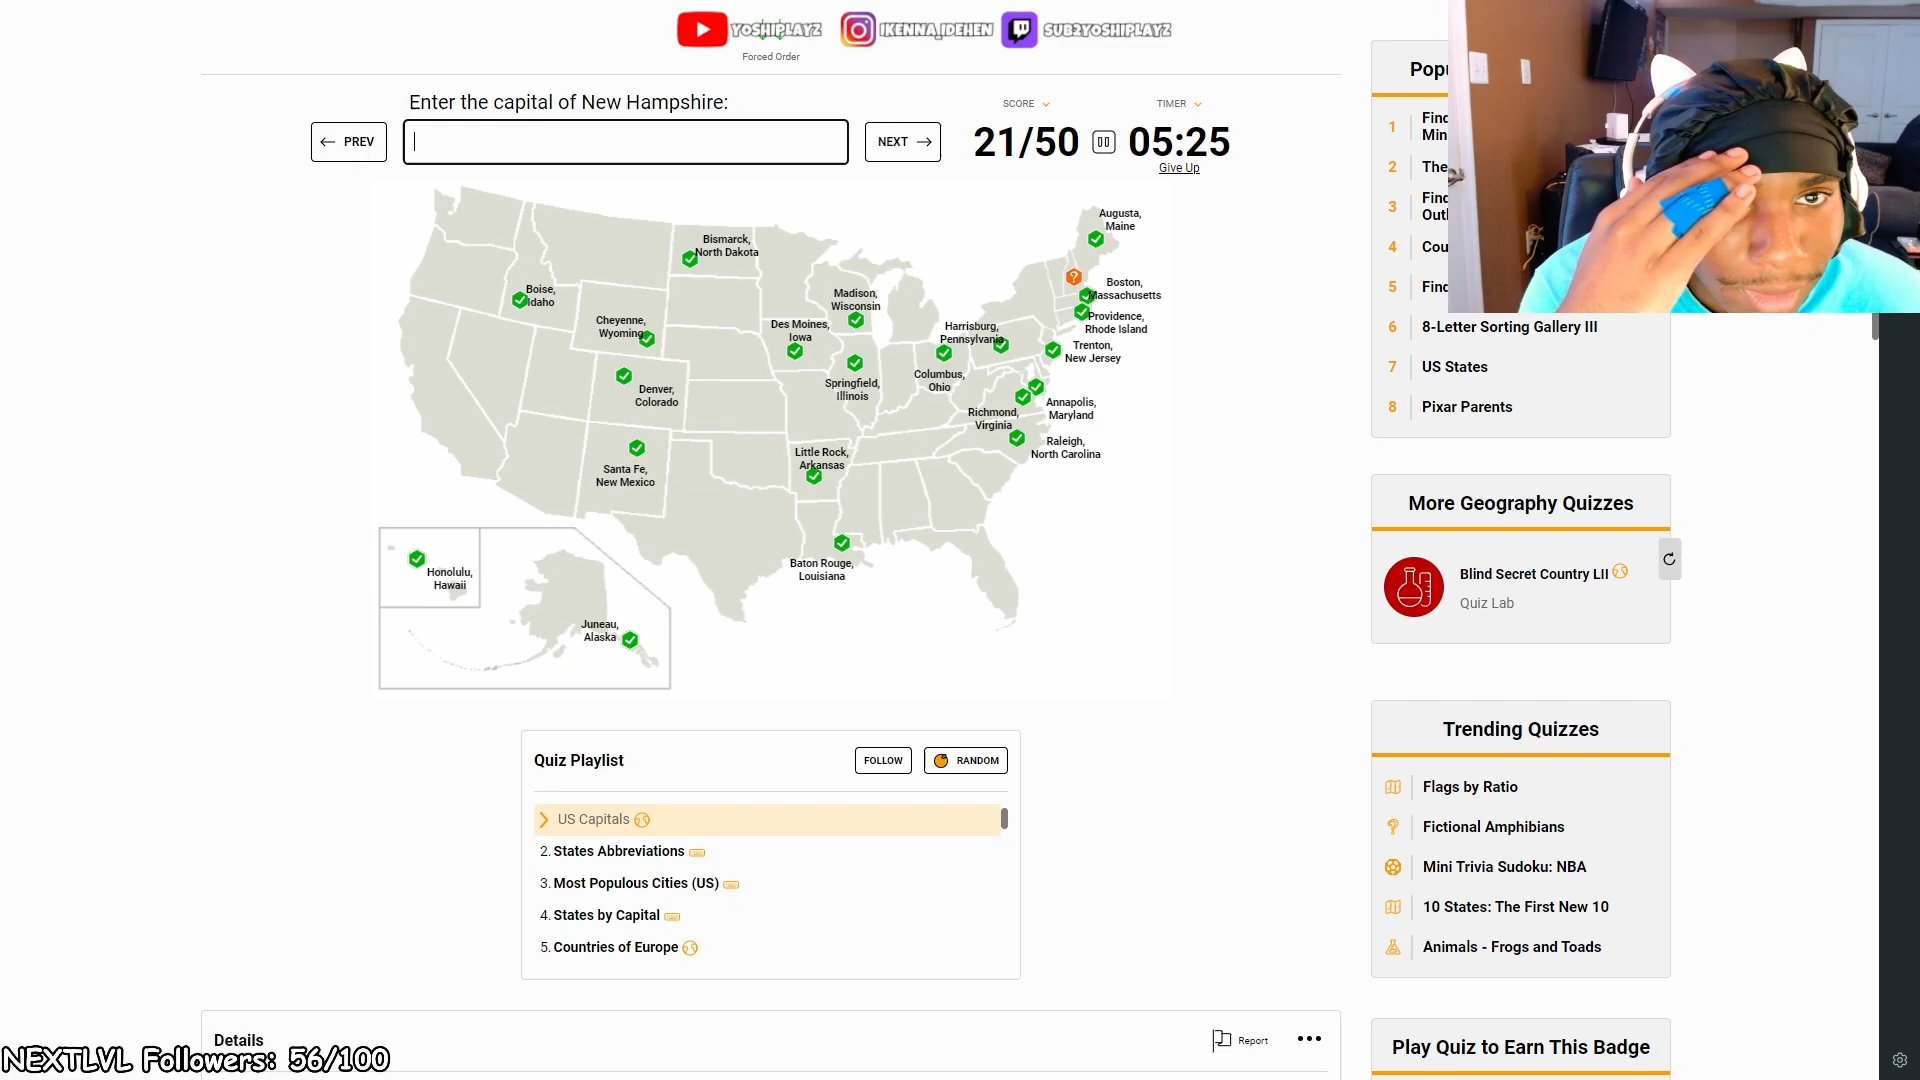 YOSHIPLAYZ
IKENNA_IDEHEN
SUB2YOSHIPLAYZ
Forced Order
Enter the capital of New Hampshire:
PREV
NEXT
SCORE
21/50
TIMER
05:25
Give Up
Augusta,
Maine
Bismarck,
North Dakota
Boston,
Massachusetts
Boise,
Idaho
Madison,
Wisconsin
Providence,
Rhode Island
Cheyenne,
Wyoming
Des Moines,
Iowa
Harrisburg,
Pennsylvania
Trenton,
New Jersey
Denver,
Colorado
Springfield,
Illinois
Columbus,
Ohio
Annapolis,
Maryland
Richmond,
Virginia
Raleigh,
North Carolina
Little Rock,
Arkansas
Santa Fe,
New Mexico
Baton Rouge,
Louisiana
Honolulu,
Hawaii
Juneau,
Alaska
Quiz Playlist
FOLLOW
RANDOM
US Capitals
2. States Abbreviations
3. Most Populous Cities (US)
4. States by Capital
5. Countries of Europe
Details
Report
NEXTLVL Followers: 56/100
Popu
1 Find
Min
2 The
3 Find
Outl
4 Cou
5 Find
6 8-Letter Sorting Gallery III
7 US States
8 Pixar Parents
More Geography Quizzes
Blind Secret Country LII
Quiz Lab
Trending Quizzes
Flags by Ratio
Fictional Amphibians
Mini Trivia Sudoku: NBA
10 States: The First New 10
Animals - Frogs and Toads
Play Quiz to Earn This Badge